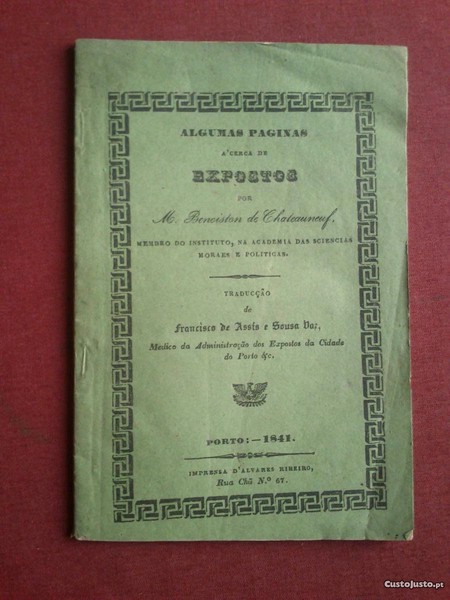 ALGUMAS PAGINAS
A'CERCA DE
EXPOSTOS
POR
M. Benoiston de Chateauneuf,
MEMBRO DO INSTITUTO, NA ACADEMIA DAS SCIENCIAS
MORAES E POLITICAS.
TRADUCÇÃO
de
Francisco de Assis e Sousa Vaz,
Medico da Administração dos Expostos da Cidade
do Porto &c.
PORTO: — 1841.
IMPRENSA D'ALVARES RIBEIRO,
Rua Chã N.º 67.
CustoJusto.pt